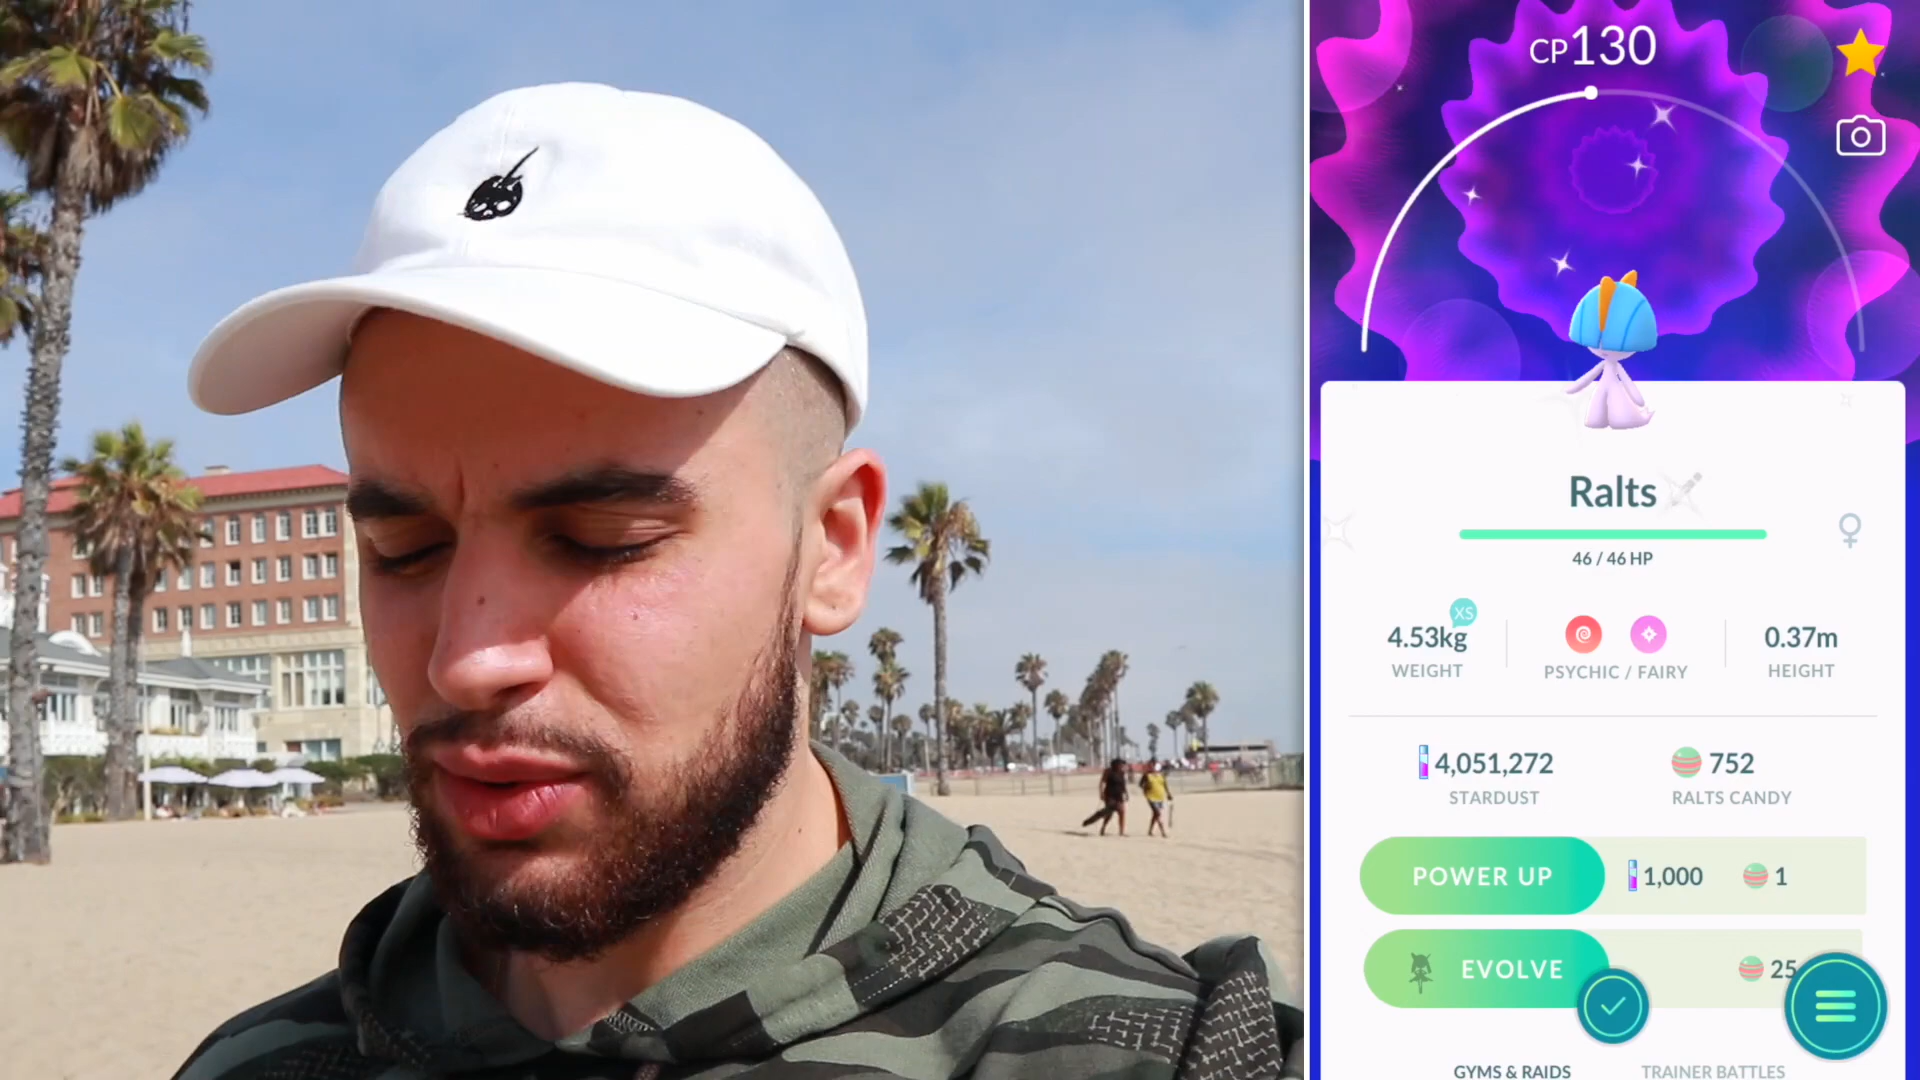 CP130
Ralts
46 / 46 HP
XS
4.53kg
WEIGHT
PSYCHIC / FAIRY
0.37m
HEIGHT
4,051,272
STARDUST
752
RALTS CANDY
POWER UP
1,000
1
EVOLVE
25
GYMS & RAIDS
TRAINER BATTLES